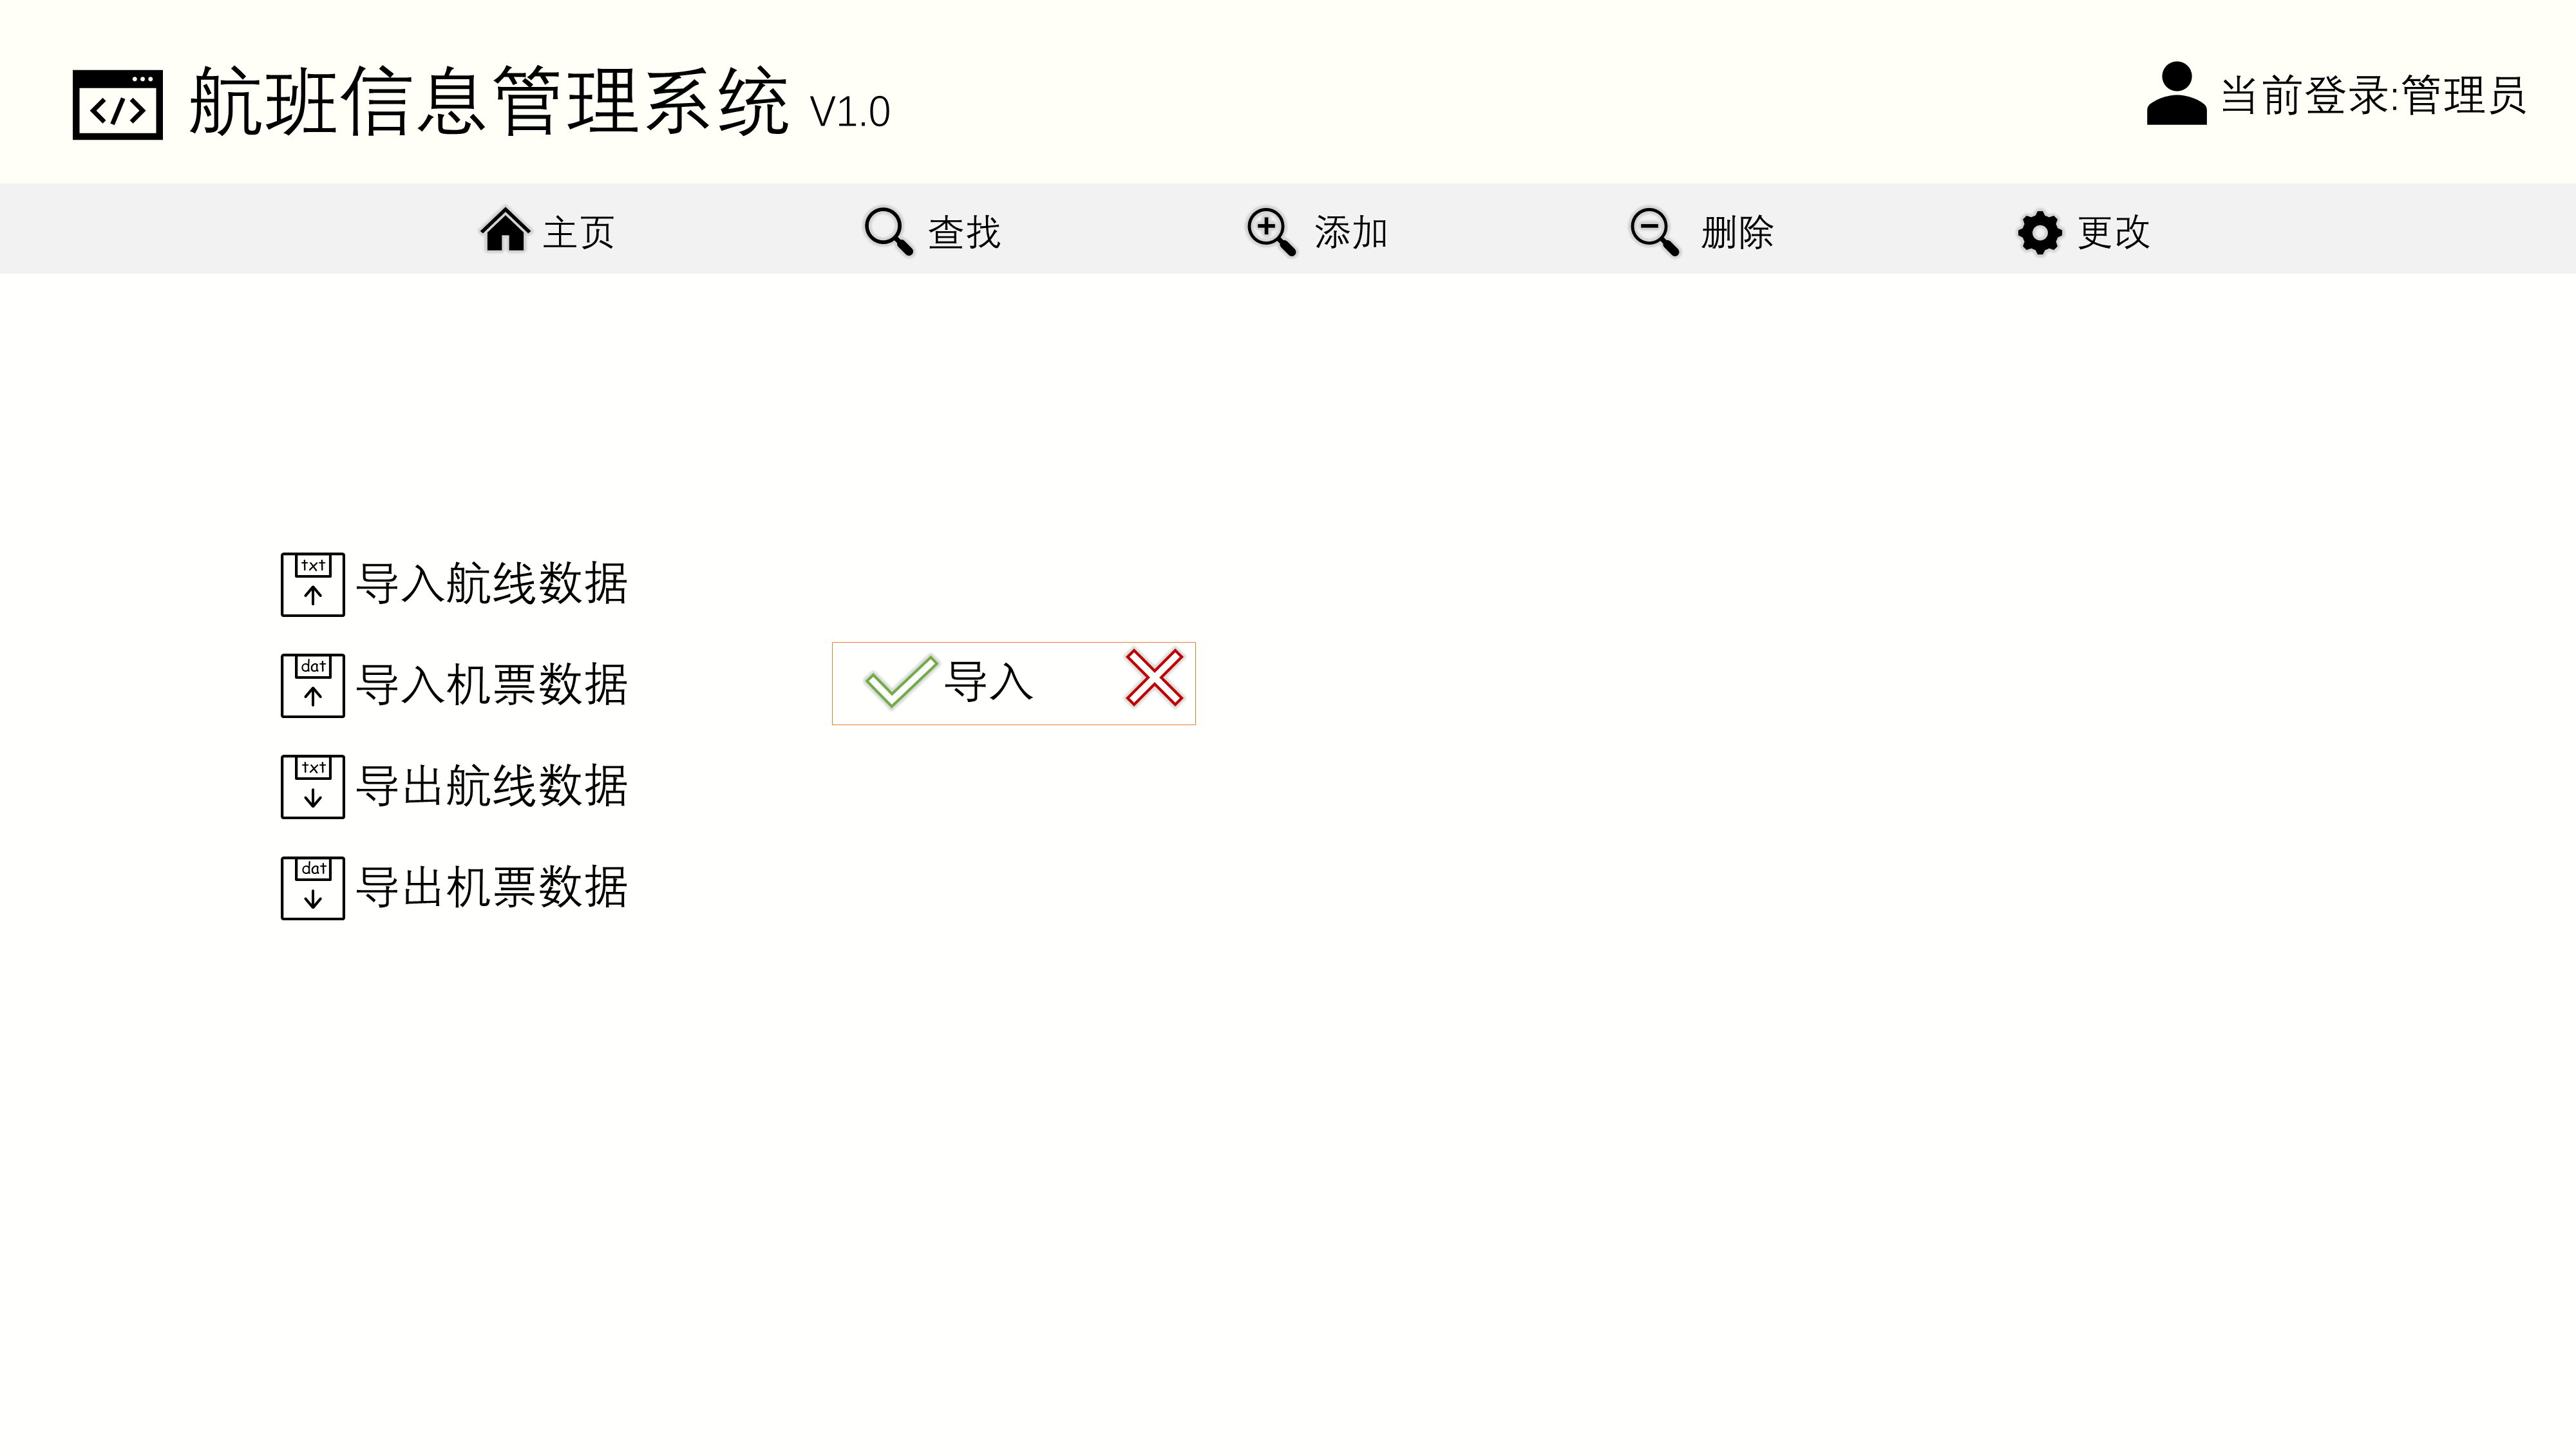 </> 航班信息管理系统 V1.0
当前登录:管理员
主页 查找 添加 删除 更改
txt 导入航线数据
dat 导入机票数据
导入
txt 导出航线数据
dat 导出机票数据